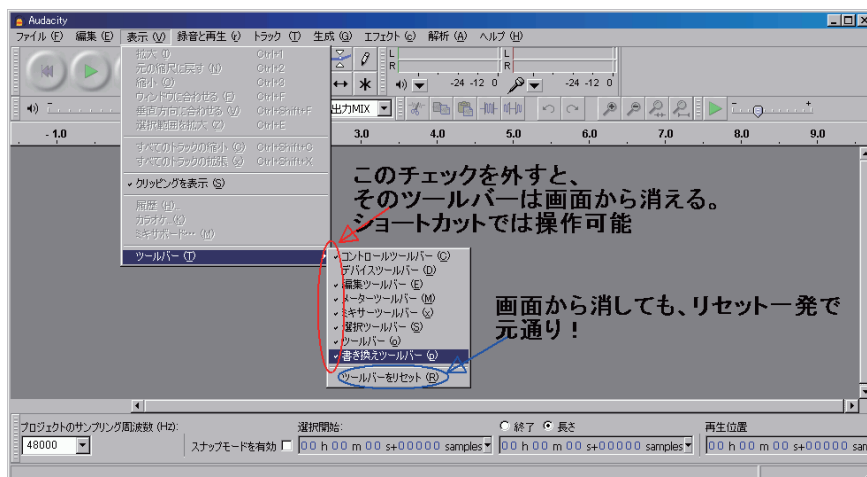 Audacity
ファイル (F) 編集 (E) 表示 (V) 録音と再生 (r) トラック (T) 生成 (G) エフェクト (c) 解析 (A) ヘルプ (H)
拡大 (I) Ctrl+1
元の縮尺に戻す (N) Ctrl+2
縮小 (O) Ctrl+3
ウィンドウに合わせる (F) Ctrl+F
垂直方向に合わせる (V) Ctrl+Shift+F
選択範囲を拡大 (Z) Ctrl+E
すべてのトラックの縮小 (O) Ctrl+Shift+C
すべてのトラックの拡張 (X) Ctrl+Shift+X
クリッピングを表示 (S)
履歴 (H)...
カラオケ (K)
ミキサボード… (M)
ツールバー (T)
L
R
-24 -12 0
L
R
-24 -12 0
出力MIX
- 1.0 3.0 4.0 5.0 6.0 7.0 8.0 9.0
このチェックを外すと、
そのツールバーは画面から消える。
ショートカットでは操作可能
コントロールツールバー (C)
デバイスツールバー (D)
編集ツールバー (E)
メーターツールバー (M)
ミキサーツールバー (x)
選択ツールバー (S)
ツールバー (o)
書き換えツールバー (p)
ツールバーをリセット (R)
画面から消しても、リセット一発で
元通り！
プロジェクトのサンプリング周波数 (Hz): 選択開始: 終了 長さ 再生位置
48000 スナップモードを有効 00 h 00 m 00 s+00000 samples 00 h 00 m 00 s+00000 samples 00 h 00 m 00 s+00000 sam